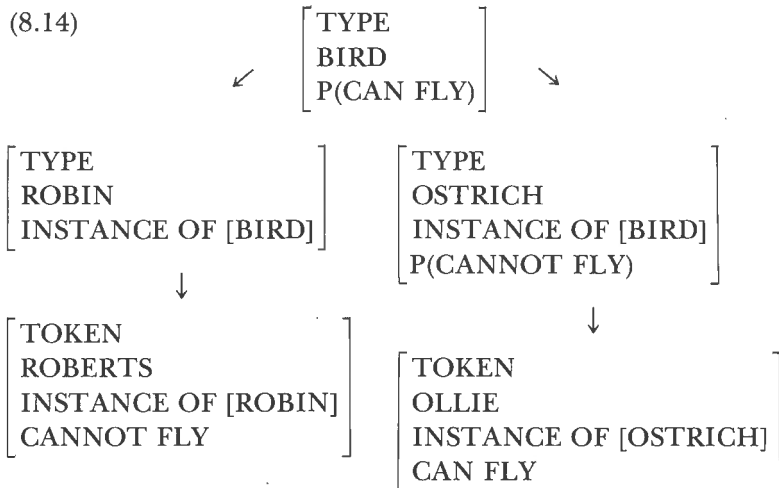 (8.14)
TYPE
BIRD
P(CAN FLY)
TYPE
ROBIN
INSTANCE OF [BIRD]
TYPE
OSTRICH
INSTANCE OF [BIRD]
P(CANNOT FLY)
TOKEN
ROBERTS
INSTANCE OF [ROBIN]
CANNOT FLY
TOKEN
OLLIE
INSTANCE OF [OSTRICH]
CAN FLY